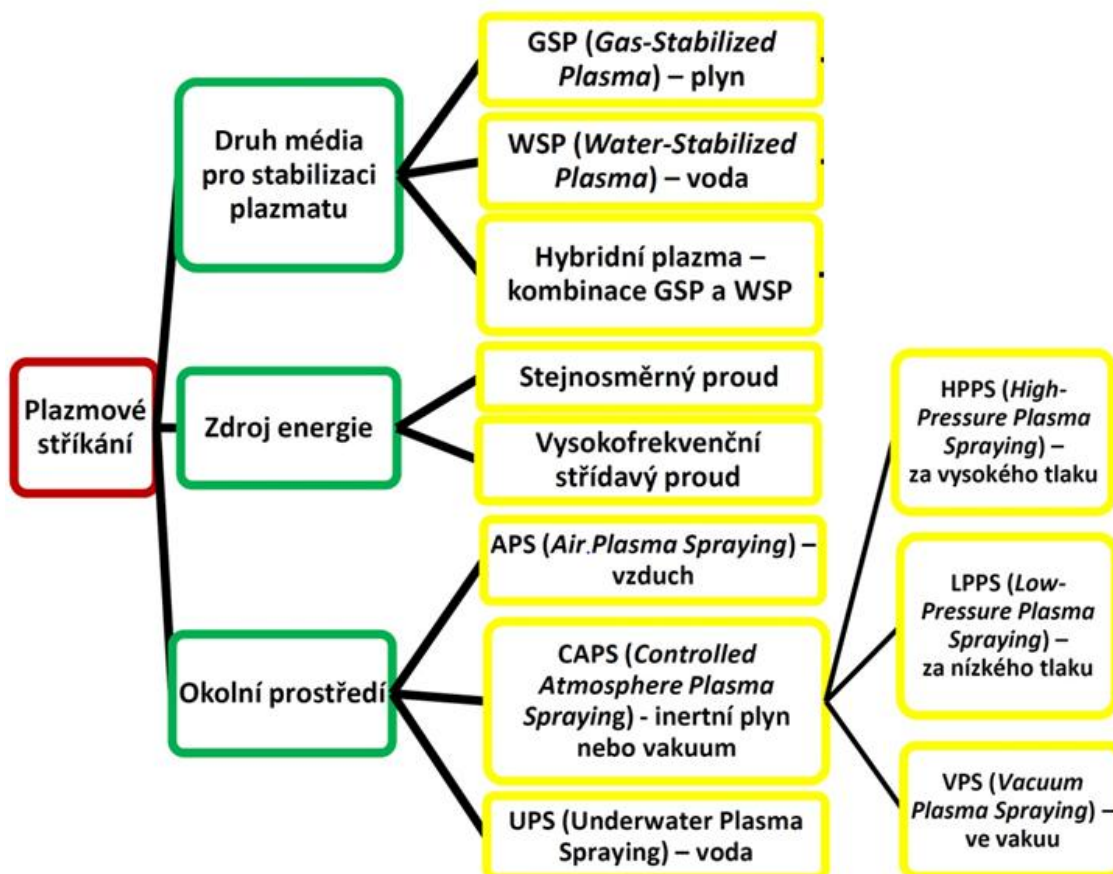 Plazmové
stříkání
Druh média
pro stabilizaci
plazmatu
GSP (Gas-Stabilized
Plasma) – plyn
WSP (Water-Stabilized
Plasma) – voda
Hybridní plazma –
kombinace GSP a WSP
Zdroj energie
Stejnosměrný proud
Vysokofrekvenční
střídavý proud
Okolní prostředí
APS (Air.Plasma Spraying) –
vzduch
CAPS (Controlled
Atmosphere Plasma
Spraying) - inertní plyn
nebo vakuum
UPS (Underwater Plasma
Spraying) – voda
HPPS (High-
Pressure Plasma
Spraying) –
za vysokého tlaku
LPPS (Low-
Pressure Plasma
Spraying) –
za nízkého tlaku
VPS (Vacuum
Plasma Spraying) –
ve vakuu